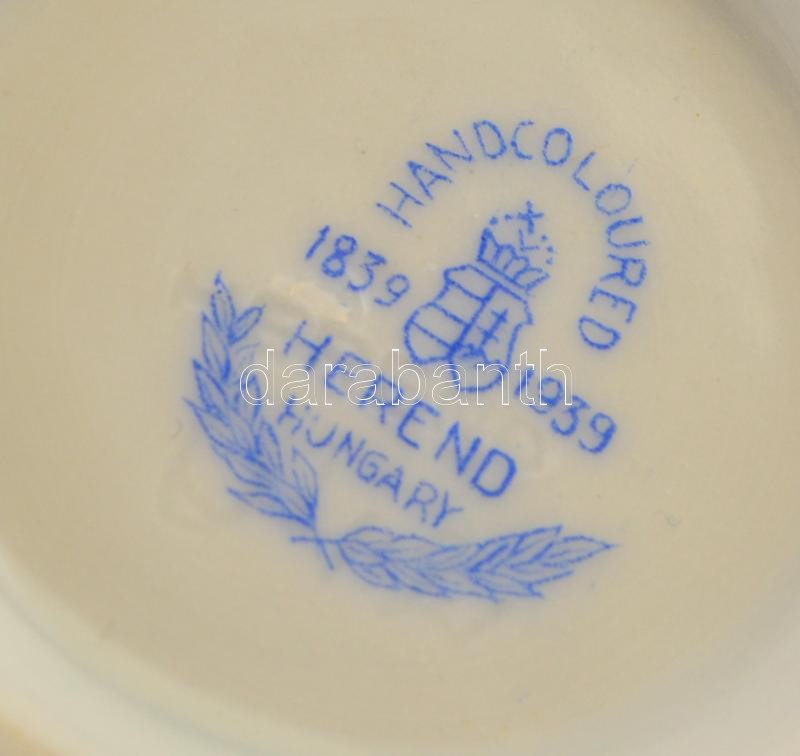 HANDCOLOURED
1839 1939
HEREND
HUNGARY
darabanth